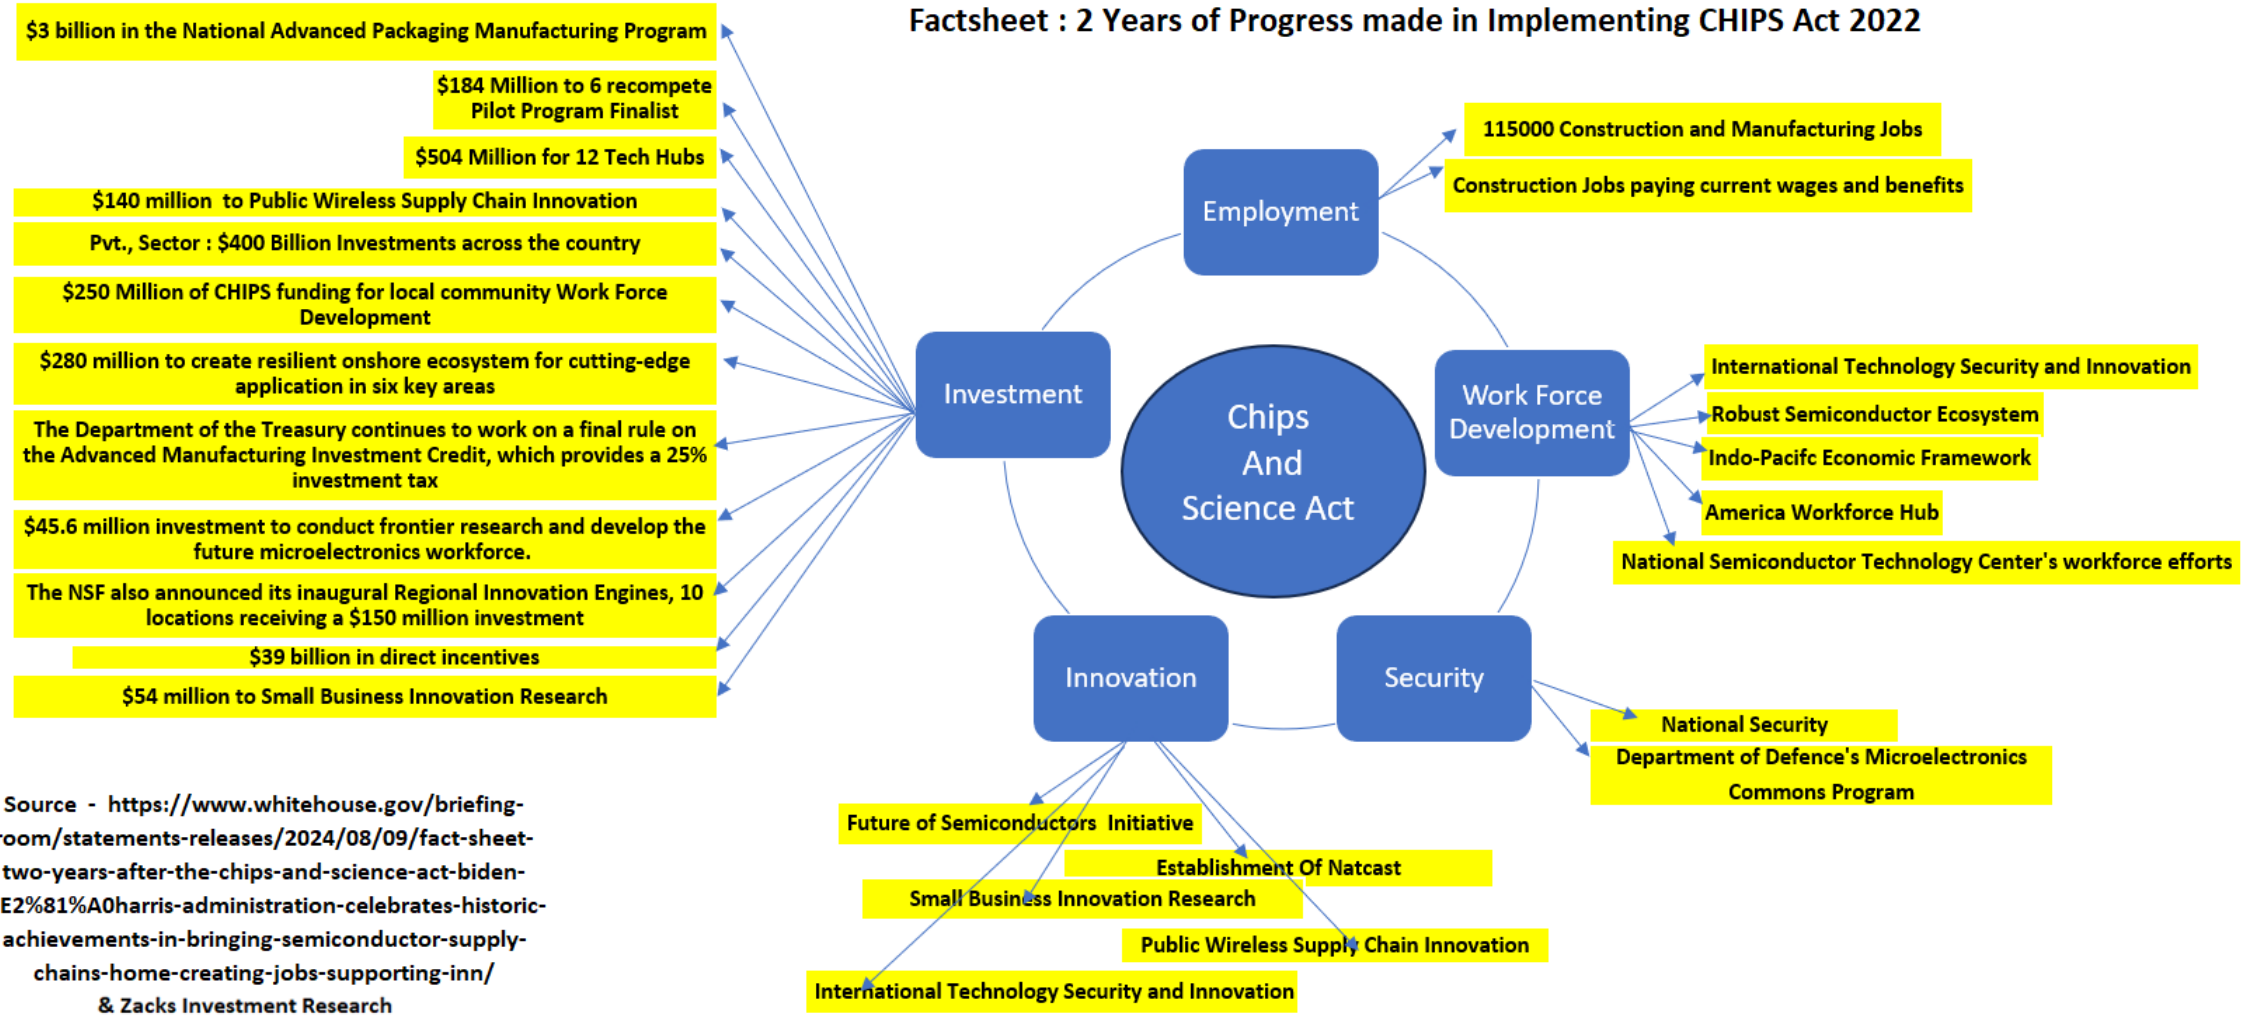 Factsheet : 2 Years of Progress made in Implementing CHIPS Act 2022
$3 billion in the National Advanced Packaging Manufacturing Program
$184 Million to 6 recompete
Pilot Program Finalist
$504 Million for 12 Tech Hubs
$140 million to Public Wireless Supply Chain Innovation
Pvt., Sector : $400 Billion Investments across the country
$250 Million of CHIPS funding for local community Work Force
Development
$280 million to create resilient onshore ecosystem for cutting-edge
application in six key areas
The Department of the Treasury continues to work on a final rule on
the Advanced Manufacturing Investment Credit, which provides a 25%
investment tax
$45.6 million investment to conduct frontier research and develop the
future microelectronics workforce.
The NSF also announced its inaugural Regional Innovation Engines, 10
locations receiving a $150 million investment
$39 billion in direct incentives
$54 million to Small Business Innovation Research
Investment
Employment
115000 Construction and Manufacturing Jobs
Construction Jobs paying current wages and benefits
Chips
And
Science Act
Work Force
Development
International Technology Security and Innovation
Robust Semiconductor Ecosystem
Indo-Pacifc Economic Framework
America Workforce Hub
National Semiconductor Technology Center's workforce efforts
Security
National Security
Department of Defence's Microelectronics
Commons Program
Innovation
Future of Semiconductors Initiative
Establishment Of Natcast
Small Business Innovation Research
Public Wireless Supply Chain Innovation
International Technology Security and Innovation
Source - https://www.whitehouse.gov/briefing-
room/statements-releases/2024/08/09/fact-sheet-
two-years-after-the-chips-and-science-act-biden-
E2%81%A0harris-administration-celebrates-historic-
achievements-in-bringing-semiconductor-supply-
chains-home-creating-jobs-supporting-inn/
& Zacks Investment Research